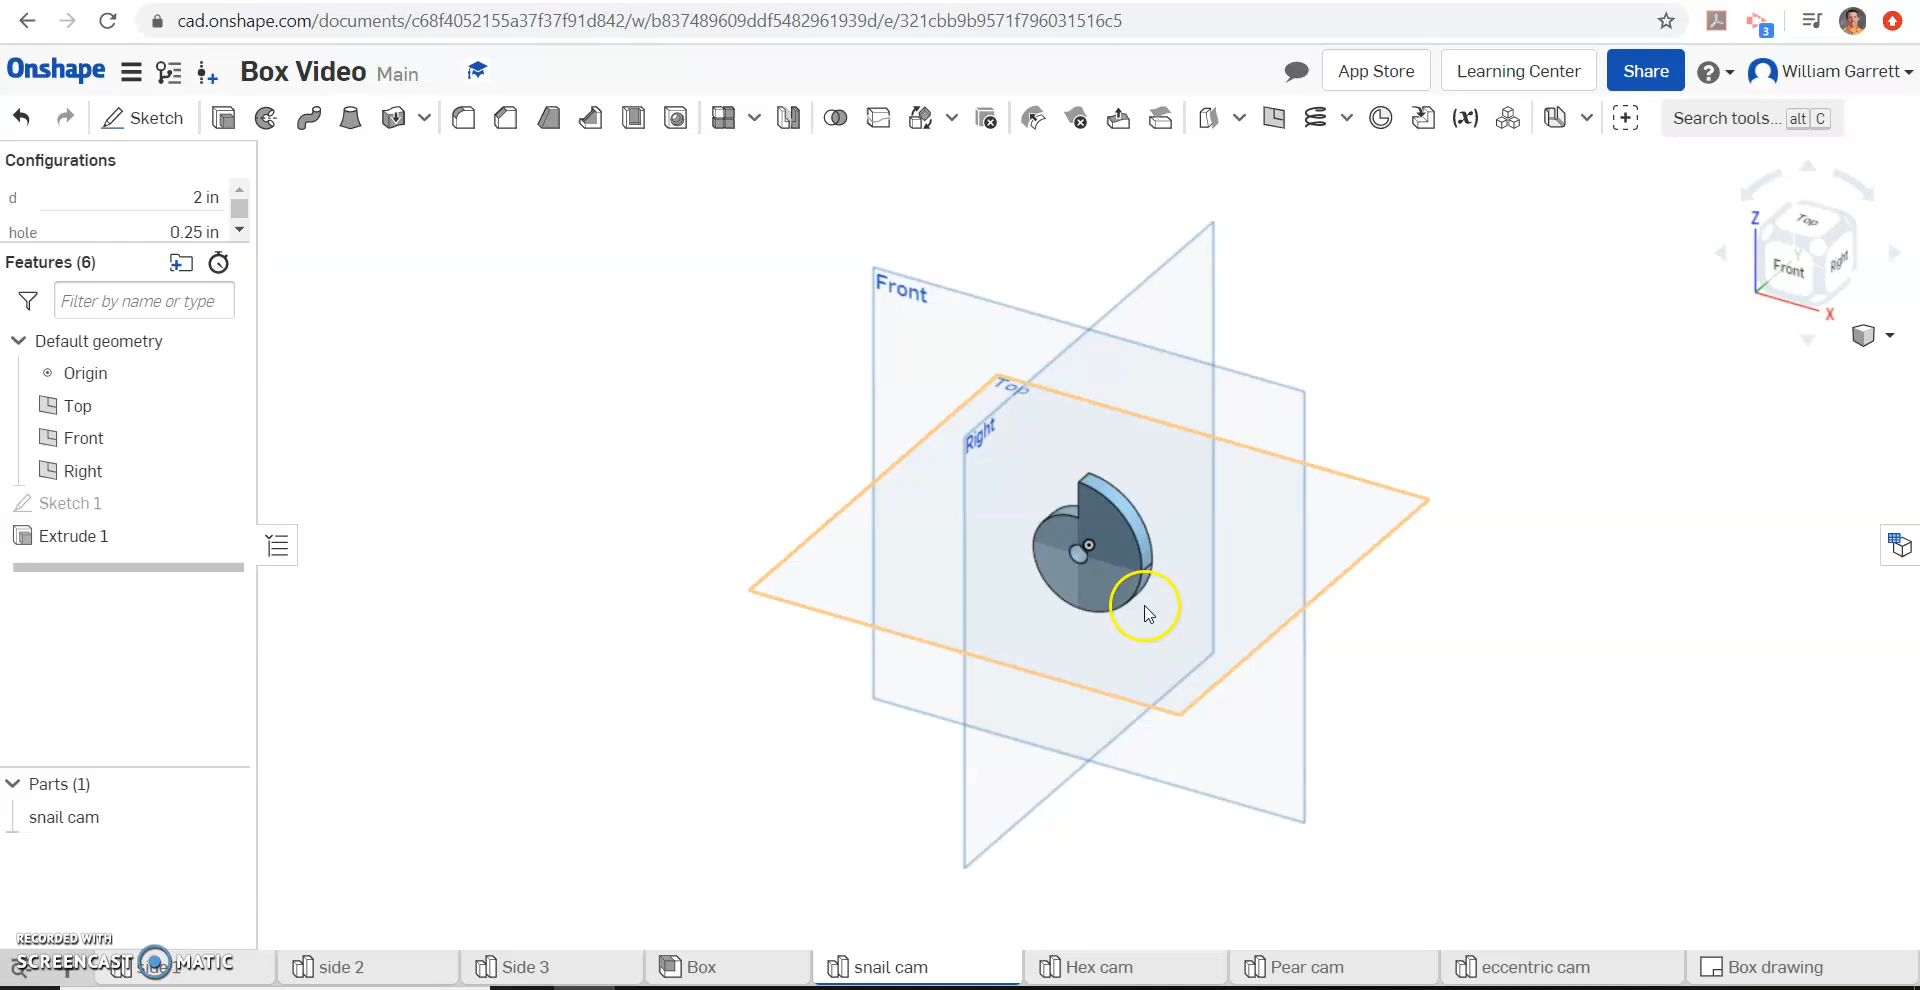 cad.onshape.com/documents/c68f4052155a37f37f91d842/w/b837489609ddf5482961939d/e/321cbb9b9571f796031516c5
3
Onshape Box Video Main App Store Learning Center Share William Garrett
Sketch (x) Search tools... alt C
Configurations
d 2 in
hole 0.25 in
Features (6)
Filter by name or type
Default geometry
Origin
Top
Front
Right
Sketch 1
Extrude 1
Parts (1)
snail cam
Front
Top
Right
Z
Top
Y
Front
Right
X
RECORDED WITH
SCREENCAST MATIC
side 2 Side 3 Box snail cam Hex cam Pear cam eccentric cam Box drawing